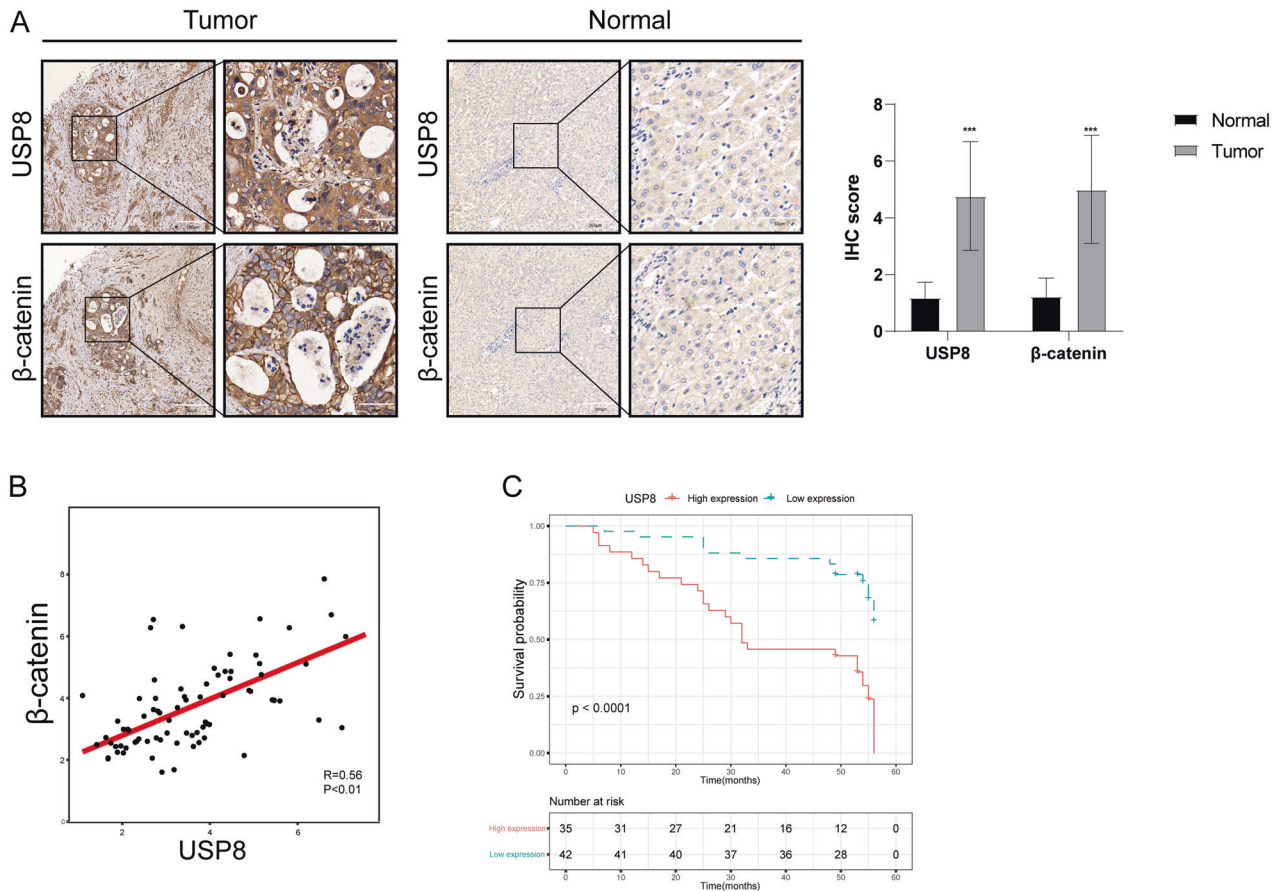 A
Tumor
Normal
USP8
β-catenin
USP8
β-catenin
IHC score
8
6
4
2
0
***
***
USP8
β-catenin
Normal
Tumor
B
β-catenin
8
6
4
2
0
2
4
6
USP8
R=0.56
P<0.01
C
USP8 High expression Low expression
Survival probability
1.00
0.75
0.50
0.25
0.00
p < 0.0001
0 10 20 30 40 50 60
Time(months)
Number at risk
High expression 35 31 27 21 16 12 0
Low expression 42 41 40 37 36 28 0
0 10 20 30 40 50 60
Time(months)